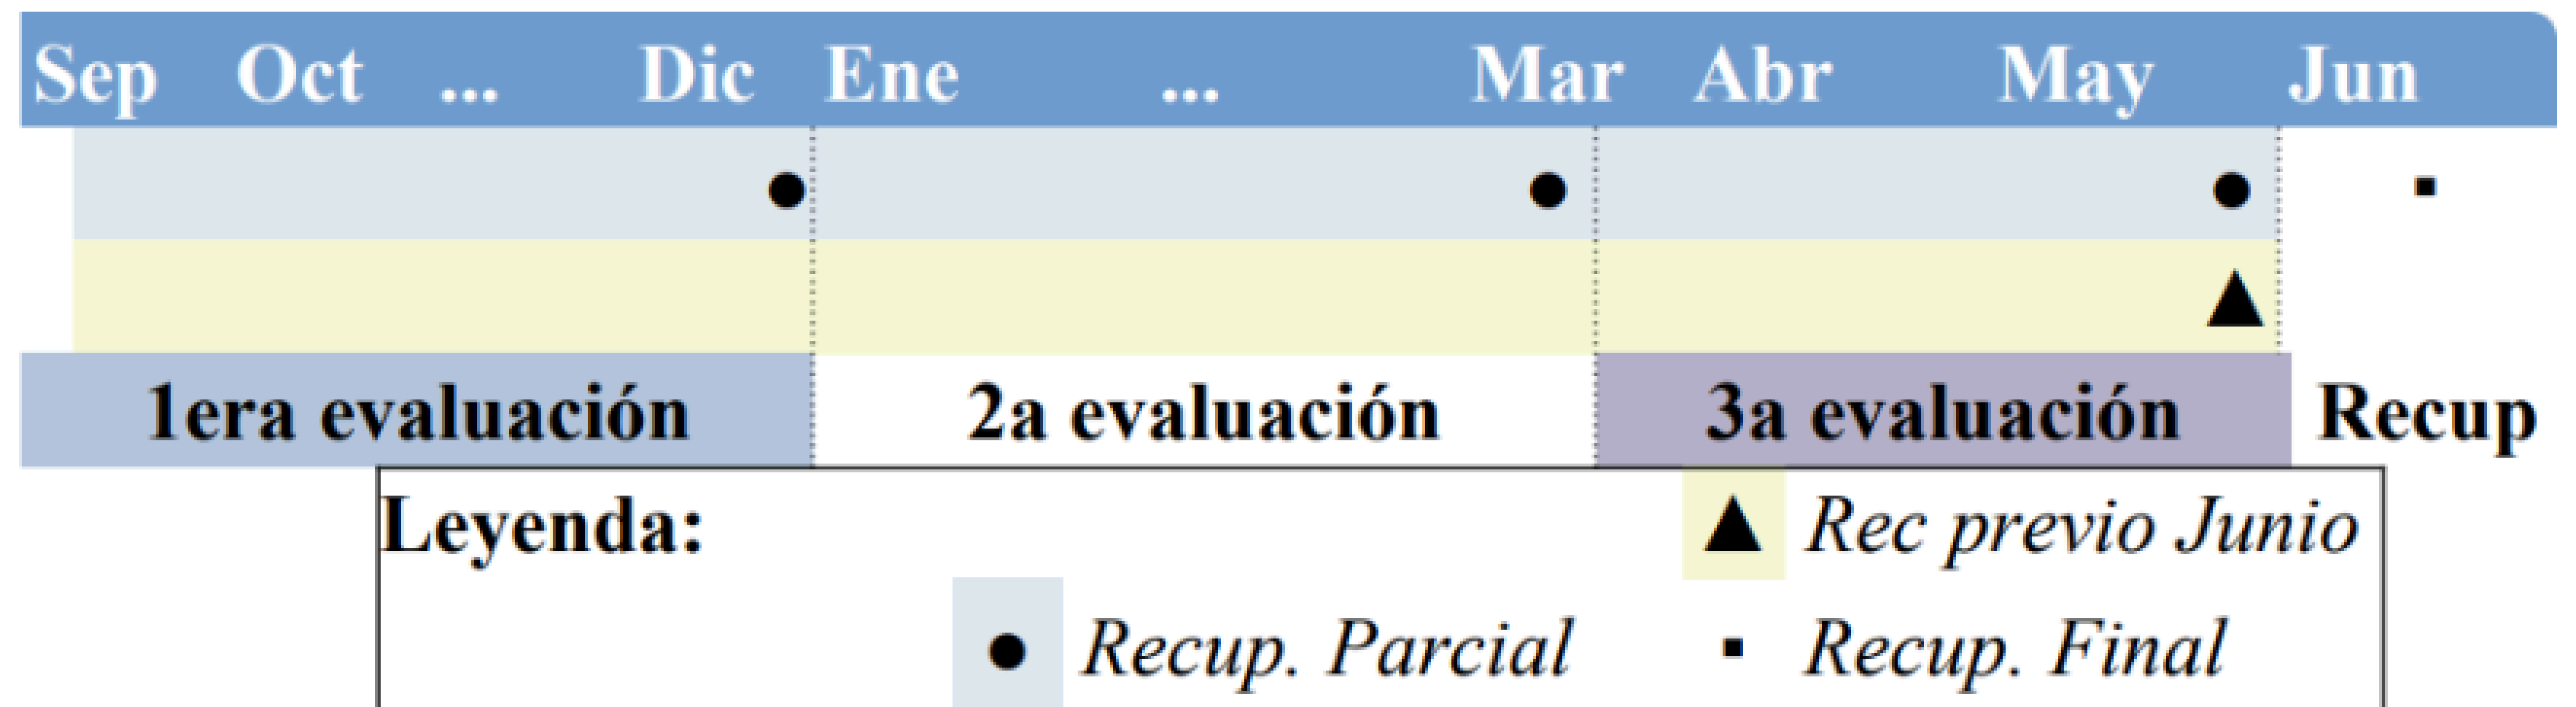 Sep Oct ... Dic Ene ... Mar Abr May Jun
1era evaluación 2a evaluación 3a evaluación Recup
Leyenda:
Rec previo Junio
Recup. Parcial
Recup. Final